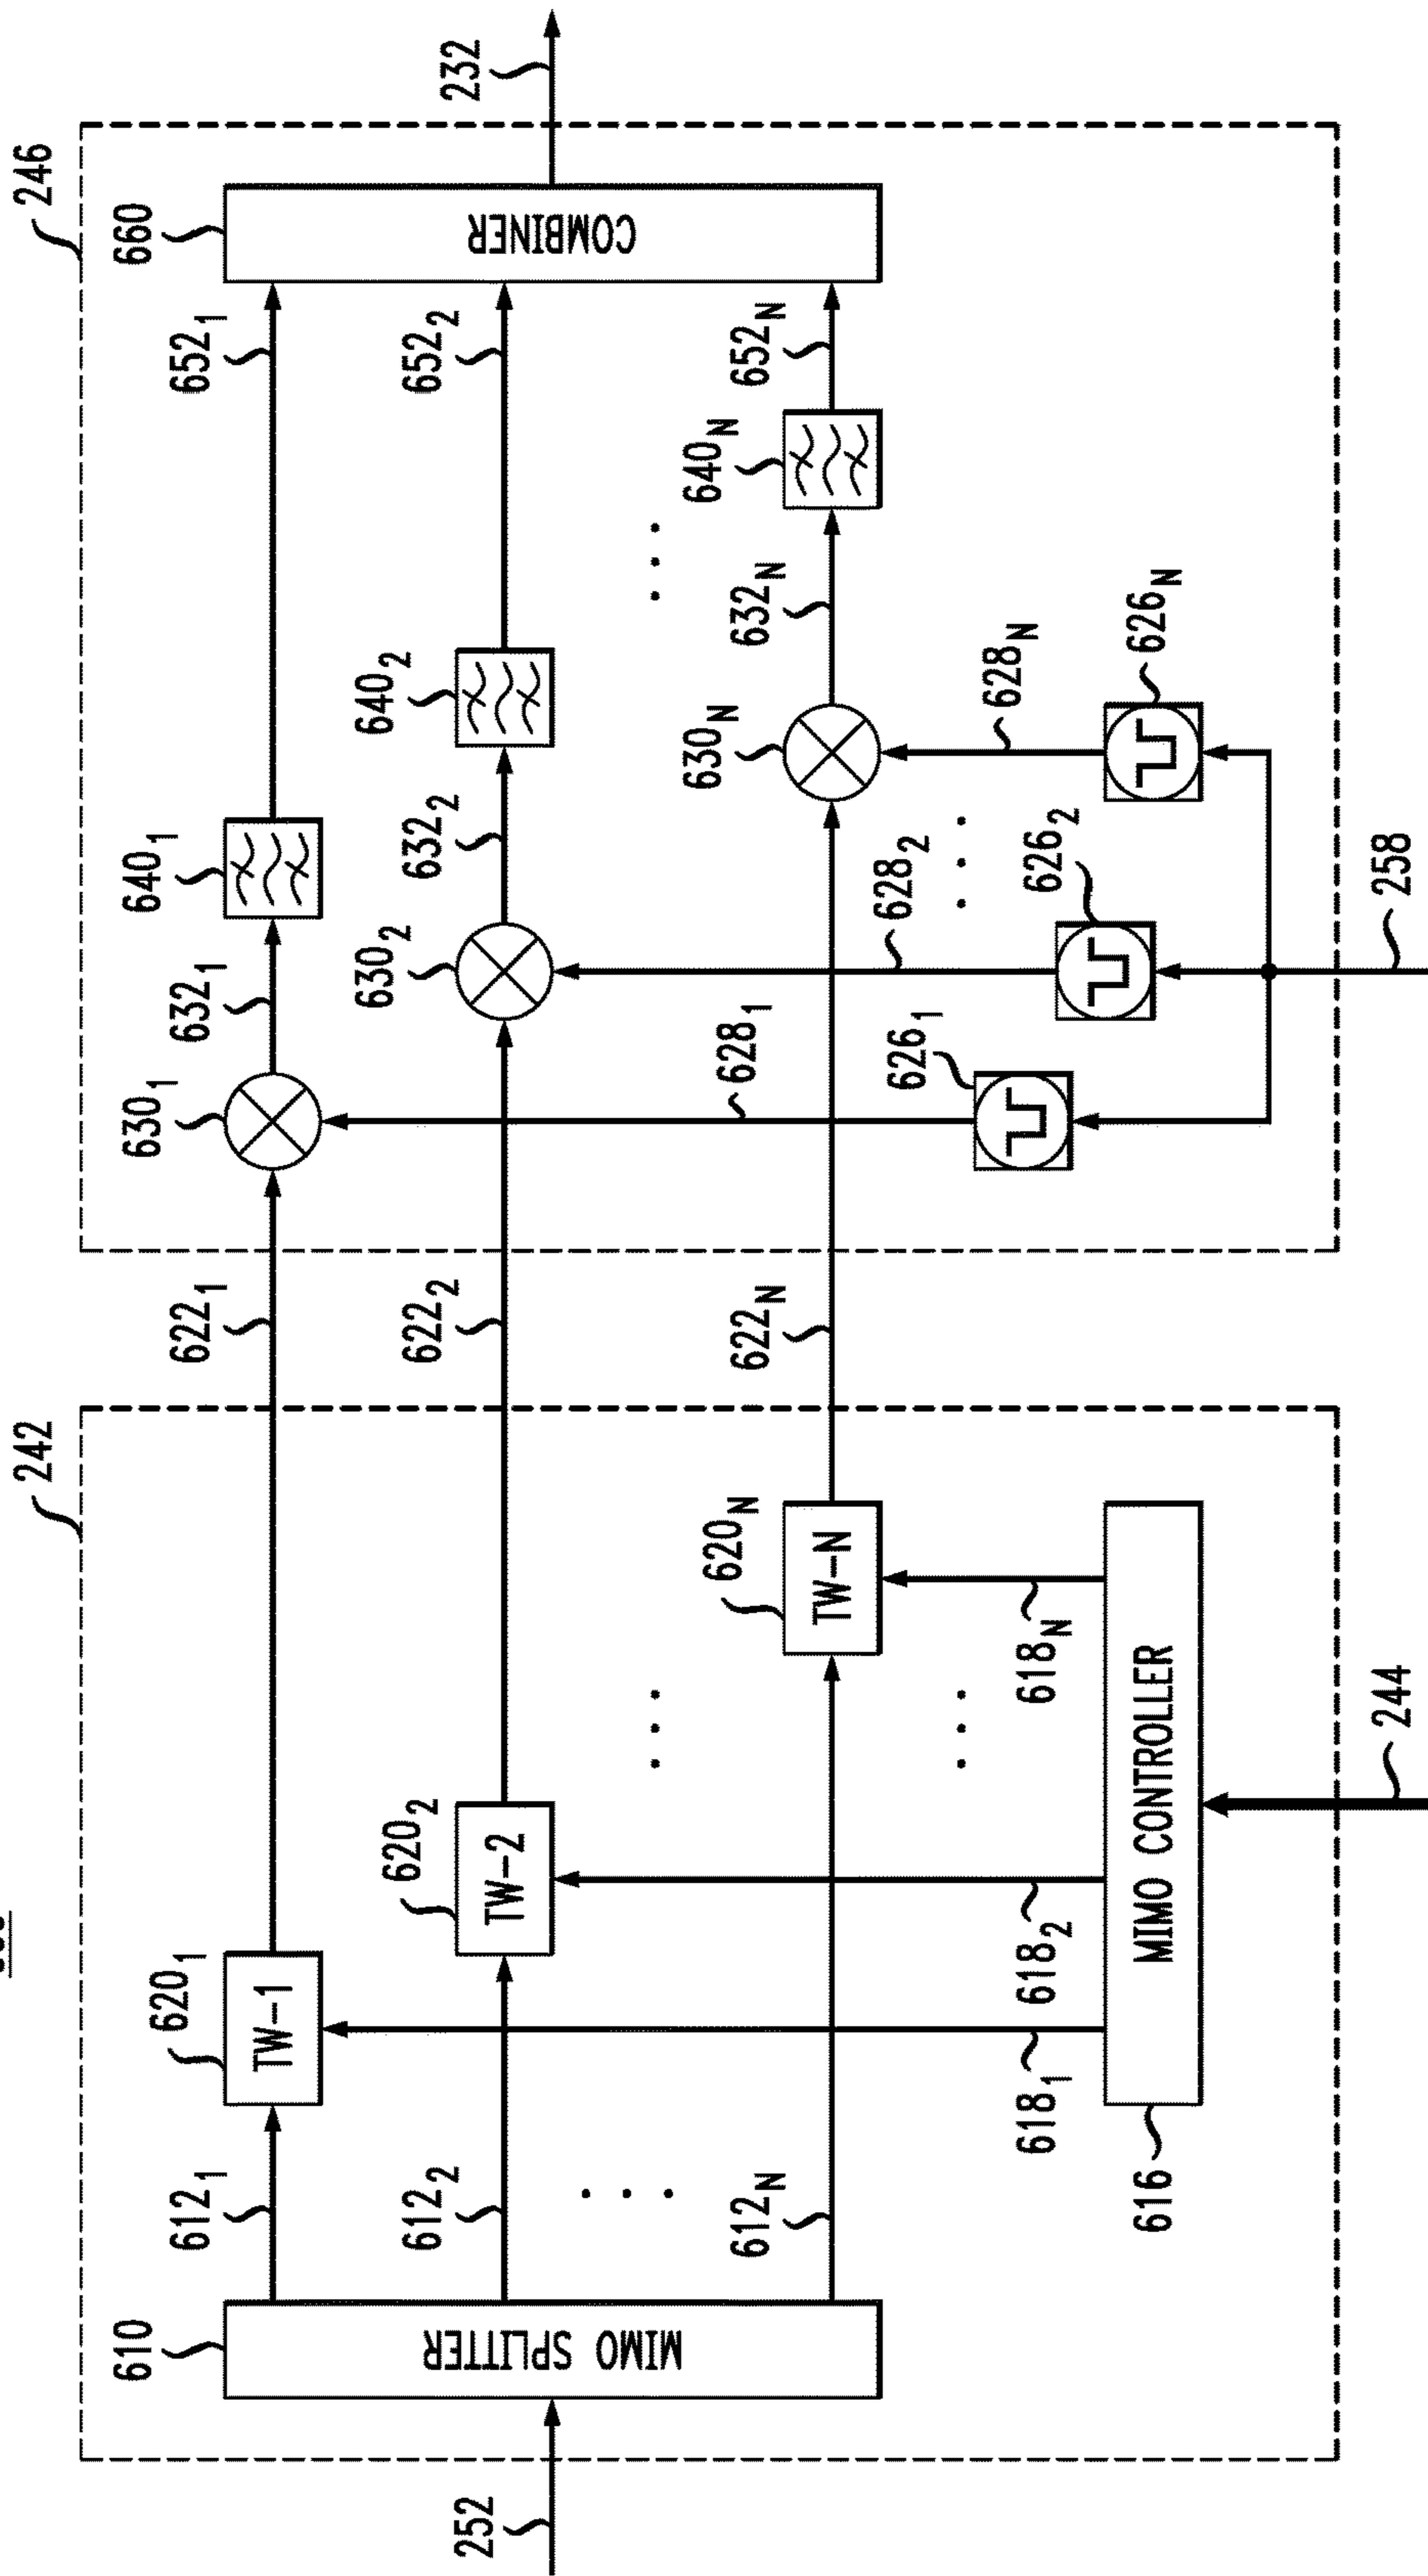 242
246
610
612₁
620₁
TW-1
622₁
630₁
632₁
640₁
652₁
660
252
MIMO SPLITTER
612₂
620₂
TW-2
622₂
630₂
632₂
640₂
652₂
COMBINER
232
612ₙ
620ₙ
TW-N
622ₙ
630ₙ
632ₙ
640ₙ
652ₙ
618₁
618₂
618ₙ
616
MIMO CONTROLLER
244
628₁
628₂
628ₙ
626₁
626₂
626ₙ
258